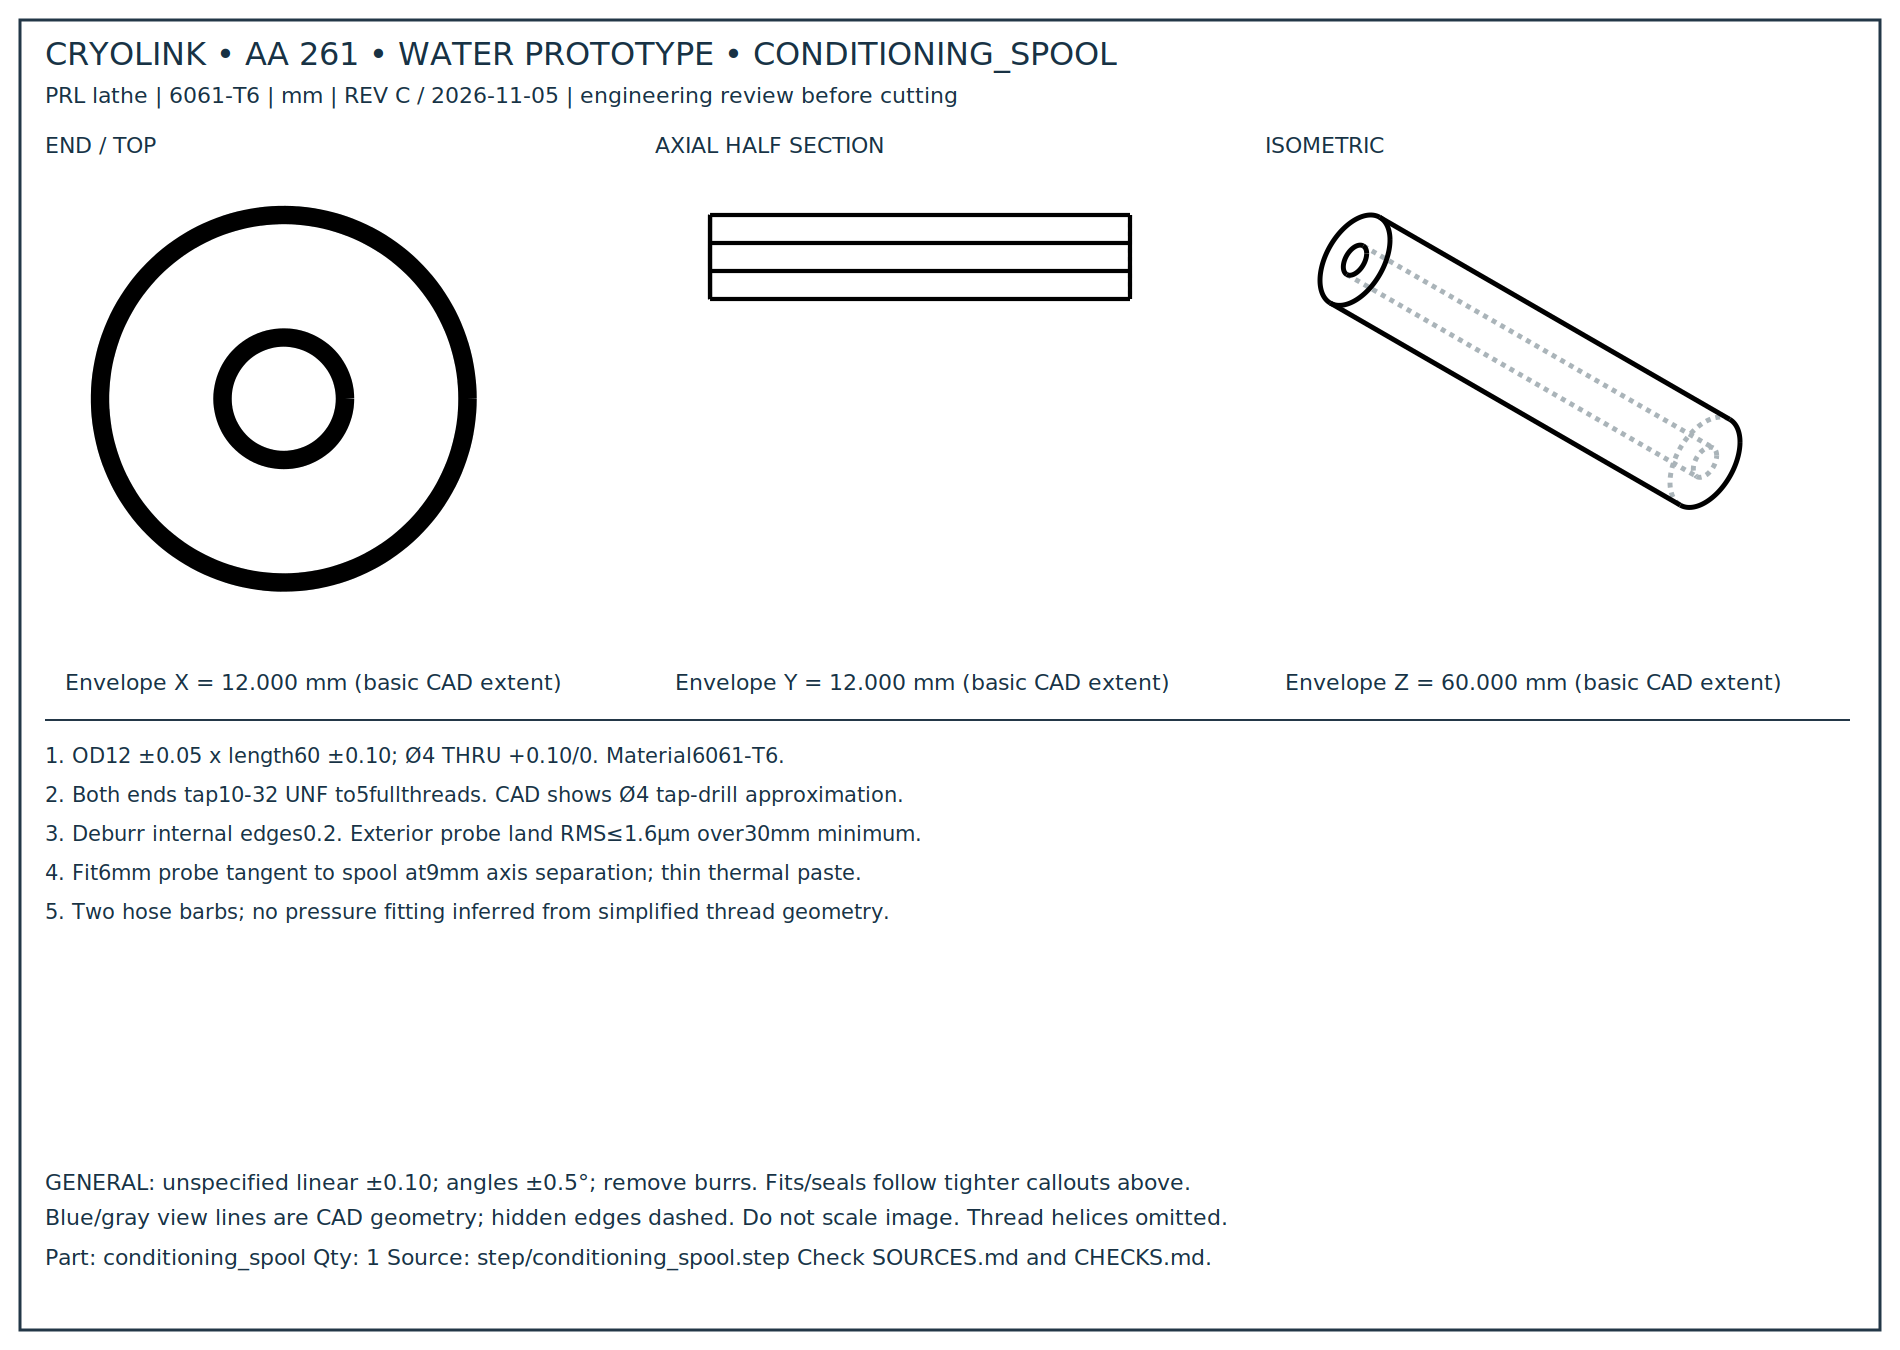 CRYOLINK • AA 261 • WATER PROTOTYPE • CONDITIONING_SPOOL
PRL lathe | 6061-T6 | mm | REV C / 2026-11-05 | engineering review before cutting
END / TOP
AXIAL HALF SECTION
ISOMETRIC
Envelope X = 12.000 mm (basic CAD extent)
Envelope Y = 12.000 mm (basic CAD extent)
Envelope Z = 60.000 mm (basic CAD extent)
1. OD12 ±0.05 x length60 ±0.10; Ø4 THRU +0.10/0. Material6061-T6.
2. Both ends tap10-32 UNF to5fullthreads. CAD shows Ø4 tap-drill approximation.
3. Deburr internal edges0.2. Exterior probe land RMS≤1.6µm over30mm minimum.
4. Fit6mm probe tangent to spool at9mm axis separation; thin thermal paste.
5. Two hose barbs; no pressure fitting inferred from simplified thread geometry.
GENERAL: unspecified linear ±0.10; angles ±0.5°; remove burrs. Fits/seals follow tighter callouts above.
Blue/gray view lines are CAD geometry; hidden edges dashed. Do not scale image. Thread helices omitted.
Part: conditioning_spool Qty: 1 Source: step/conditioning_spool.step Check SOURCES.md and CHECKS.md.